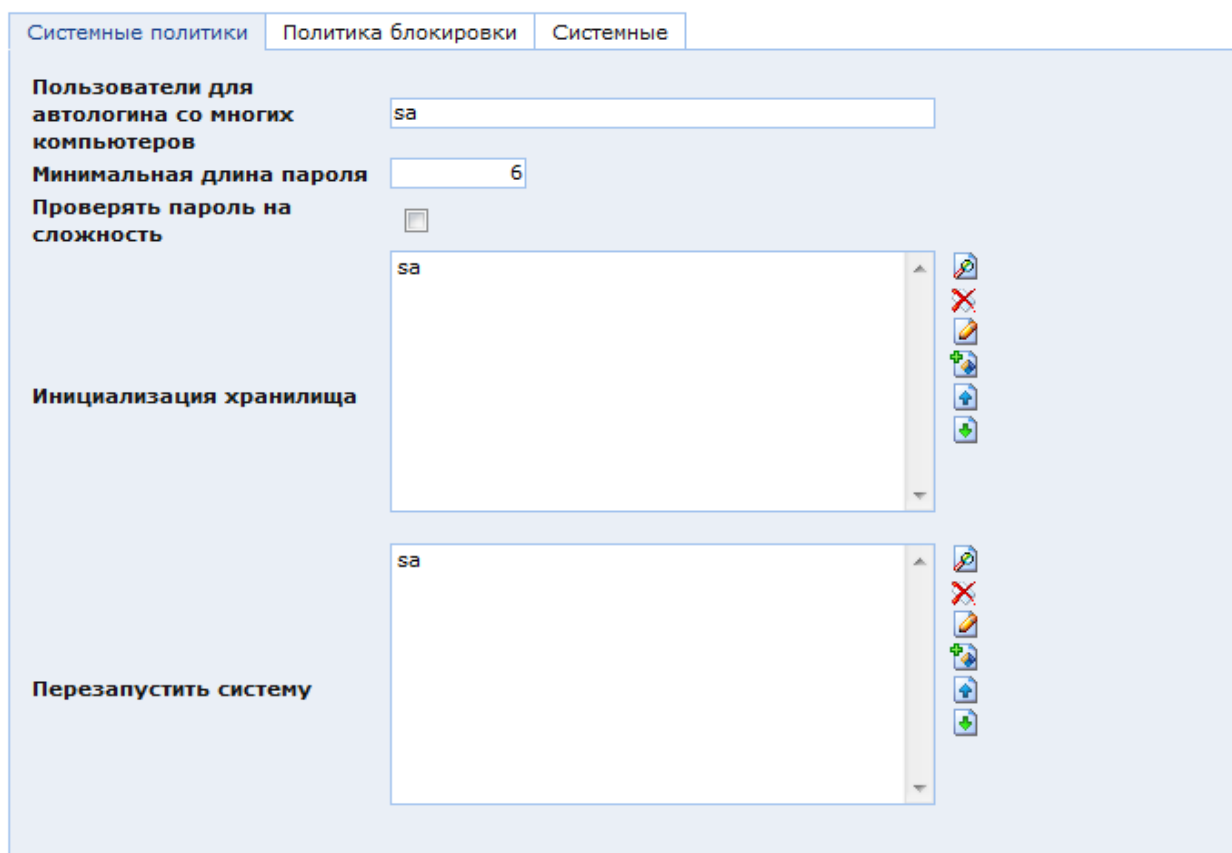 Системные политики Политика блокировки Системные
Пользователи для
автологина со многих
компьютеров
sa
Минимальная длина пароля 6
Проверять пароль на
сложность
sa
Инициализация хранилища
sa
Перезапустить систему